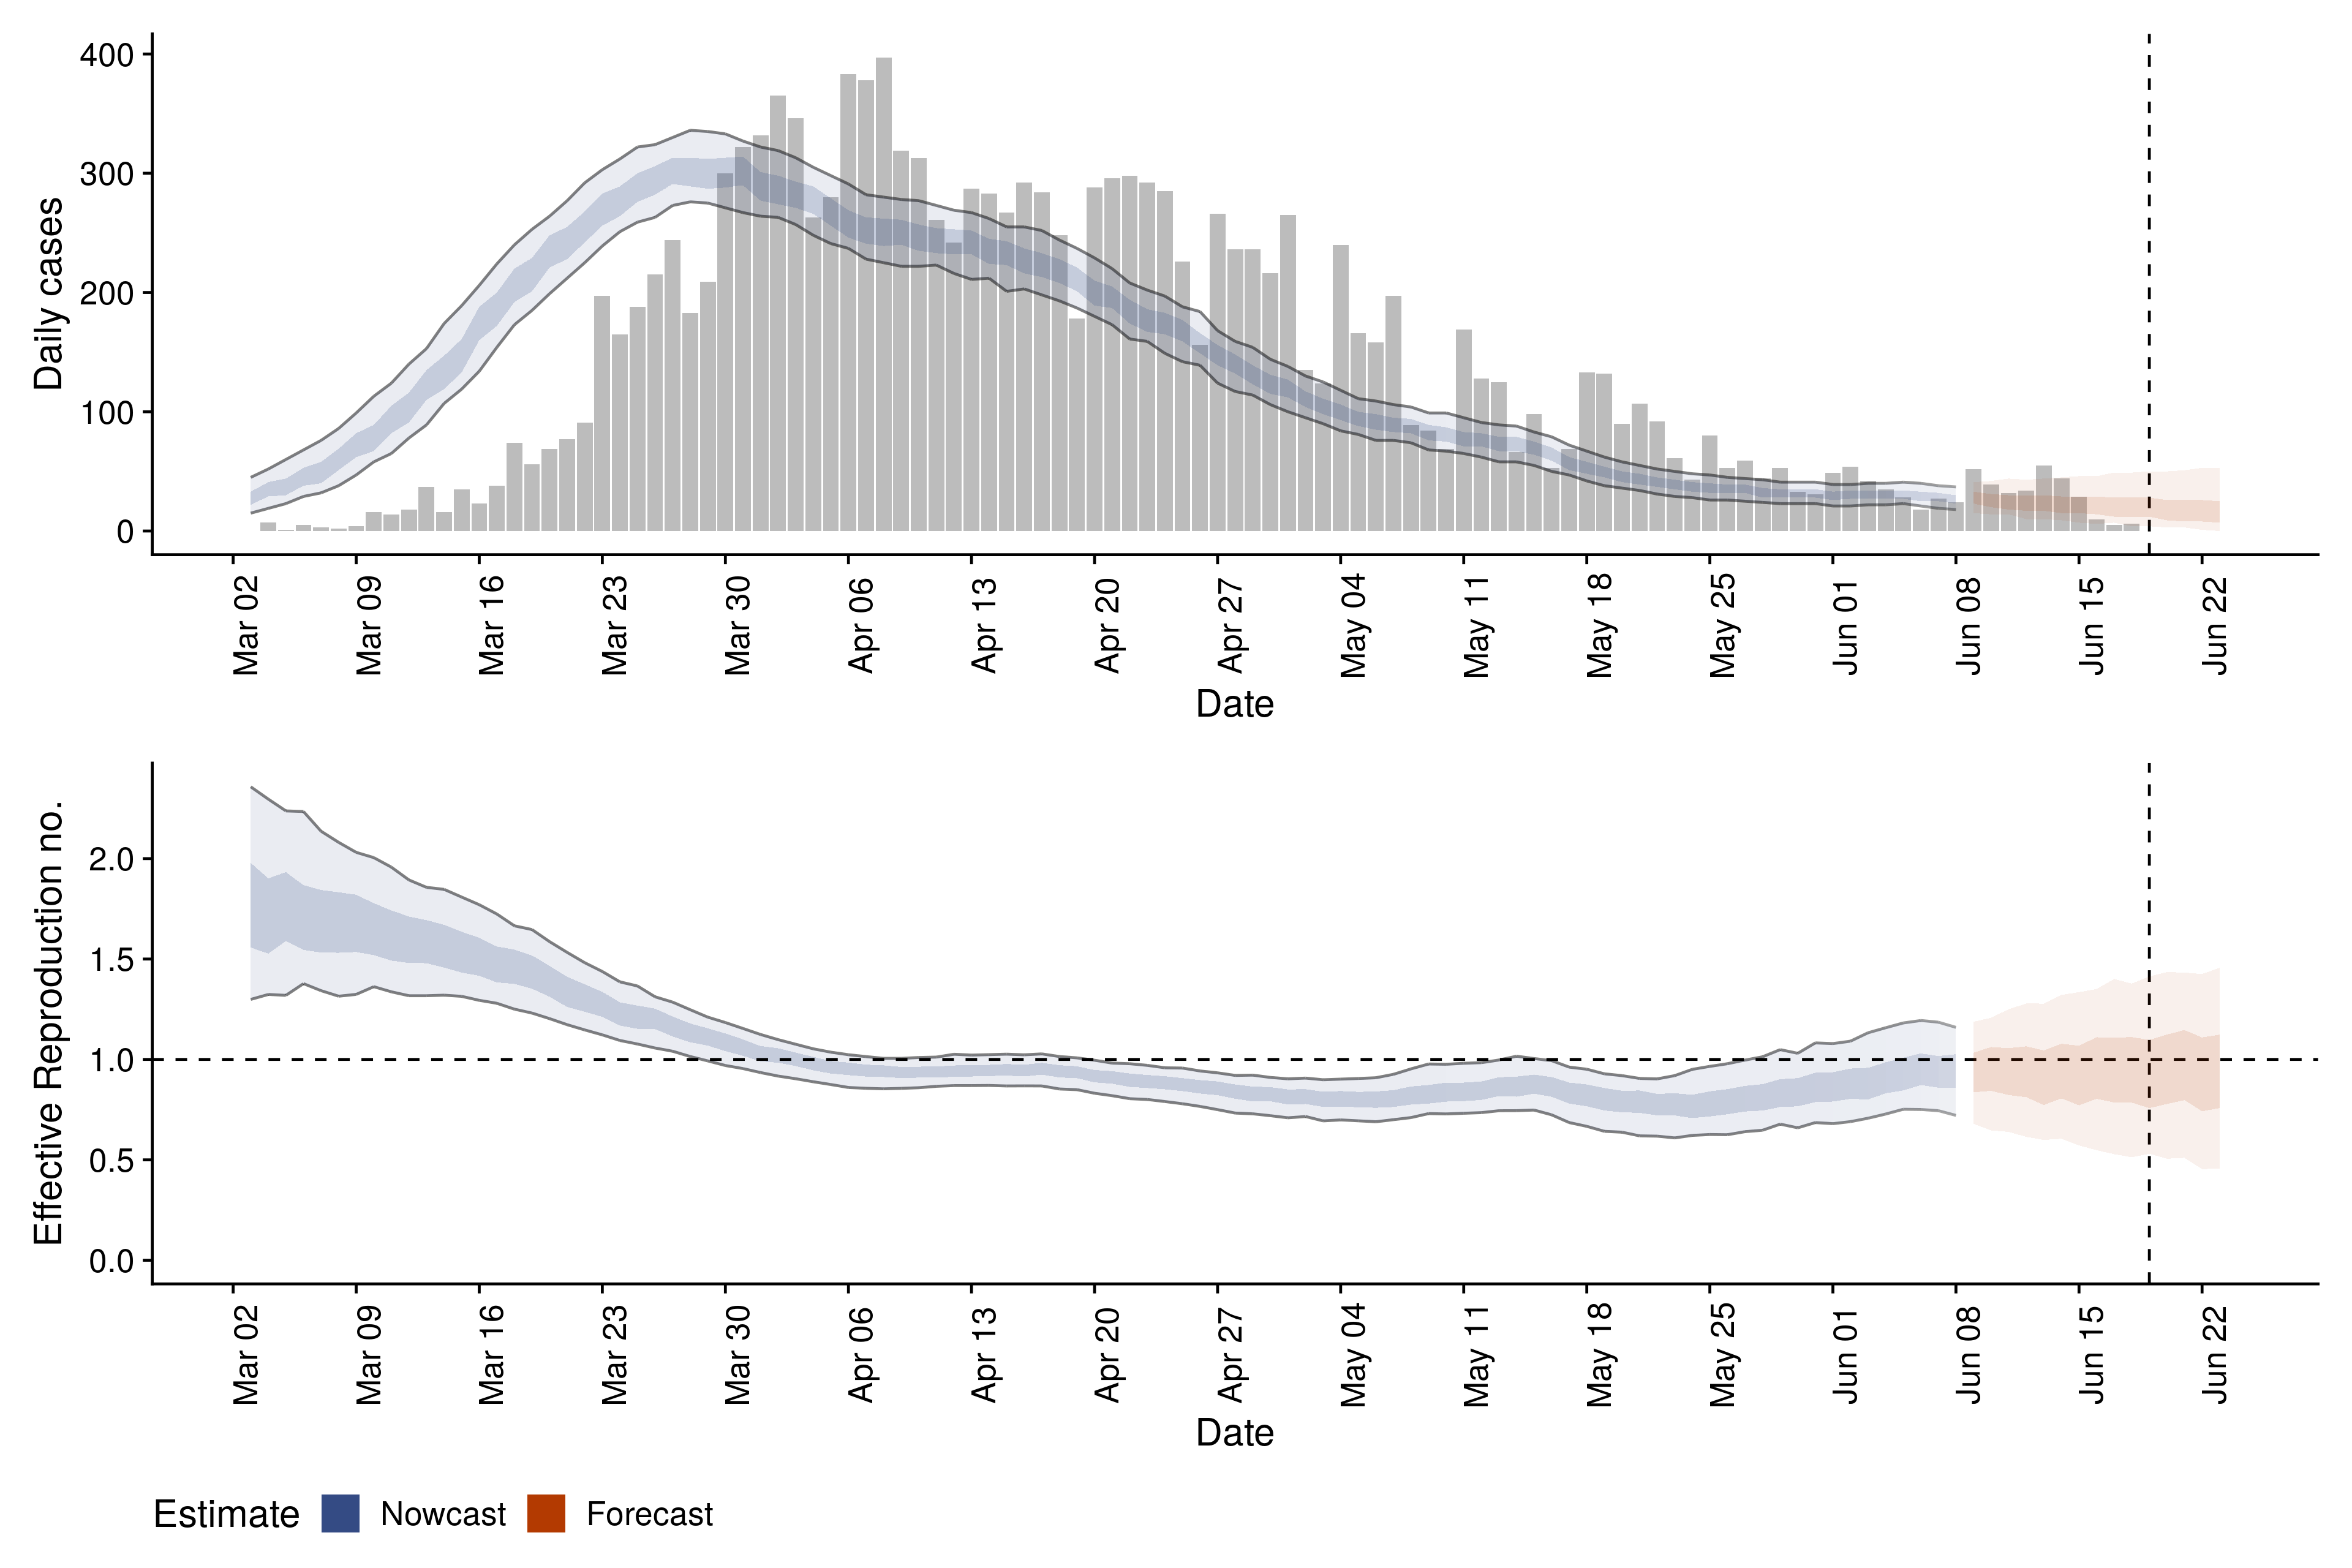 Daily cases
400
300
200
100
0
Mar 02
Mar 09
Mar 16
Mar 23
Mar 30
Apr 06
Apr 13
Apr 20
Apr 27
May 04
May 11
May 18
May 25
Jun 01
Jun 08
Jun 15
Jun 22
Date
Effective Reproduction no.
2.0
1.5
1.0
0.5
0.0
Mar 02
Mar 09
Mar 16
Mar 23
Mar 30
Apr 06
Apr 13
Apr 20
Apr 27
May 04
May 11
May 18
May 25
Jun 01
Jun 08
Jun 15
Jun 22
Date
Estimate Nowcast Forecast